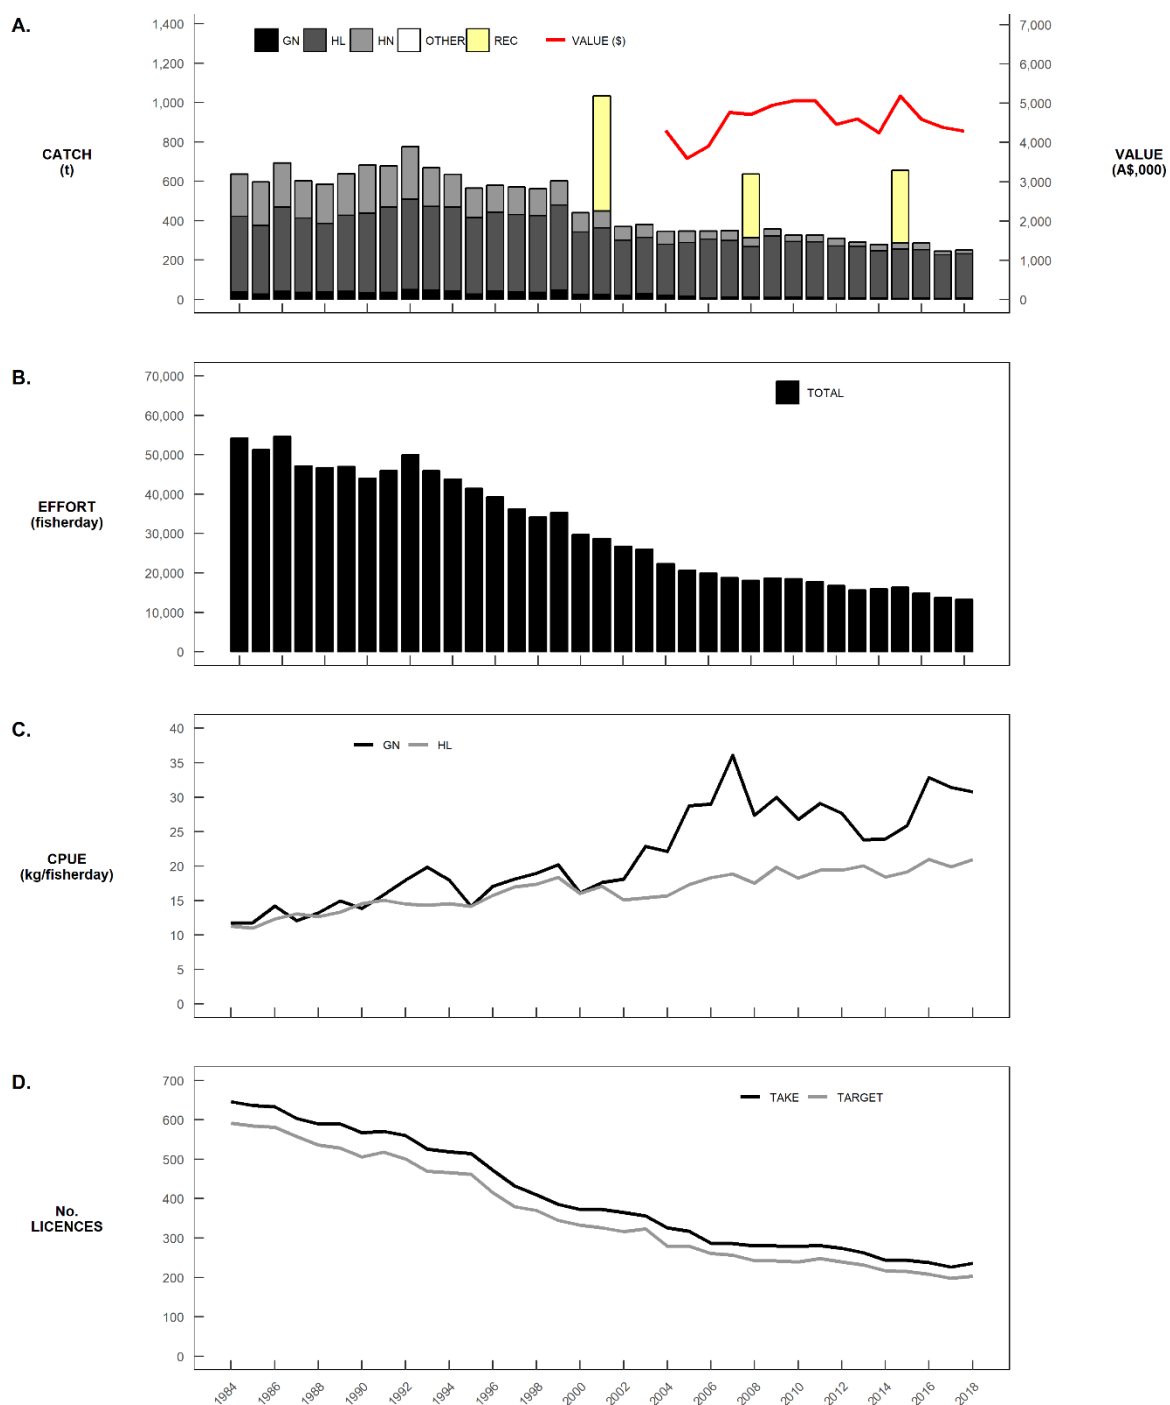 A.
1,400
1,200
1,000
800
600
400
200
0
CATCH
(t)
GN HL HN OTHER REC VALUE ($)
7,000
6,000
5,000
4,000
3,000
2,000
1,000
0
VALUE
(A$,000)
B.
70,000
60,000
50,000
40,000
30,000
20,000
10,000
0
EFFORT
(fisherday)
TOTAL
C.
40
35
30
25
20
15
10
5
0
CPUE
(kg/fisherday)
GN HL
D.
700
600
500
400
300
200
100
0
No.
LICENCES
TAKE TARGET
1984 1986 1988 1990 1992 1994 1996 1998 2000 2002 2004 2006 2008 2010 2012 2014 2016 2018